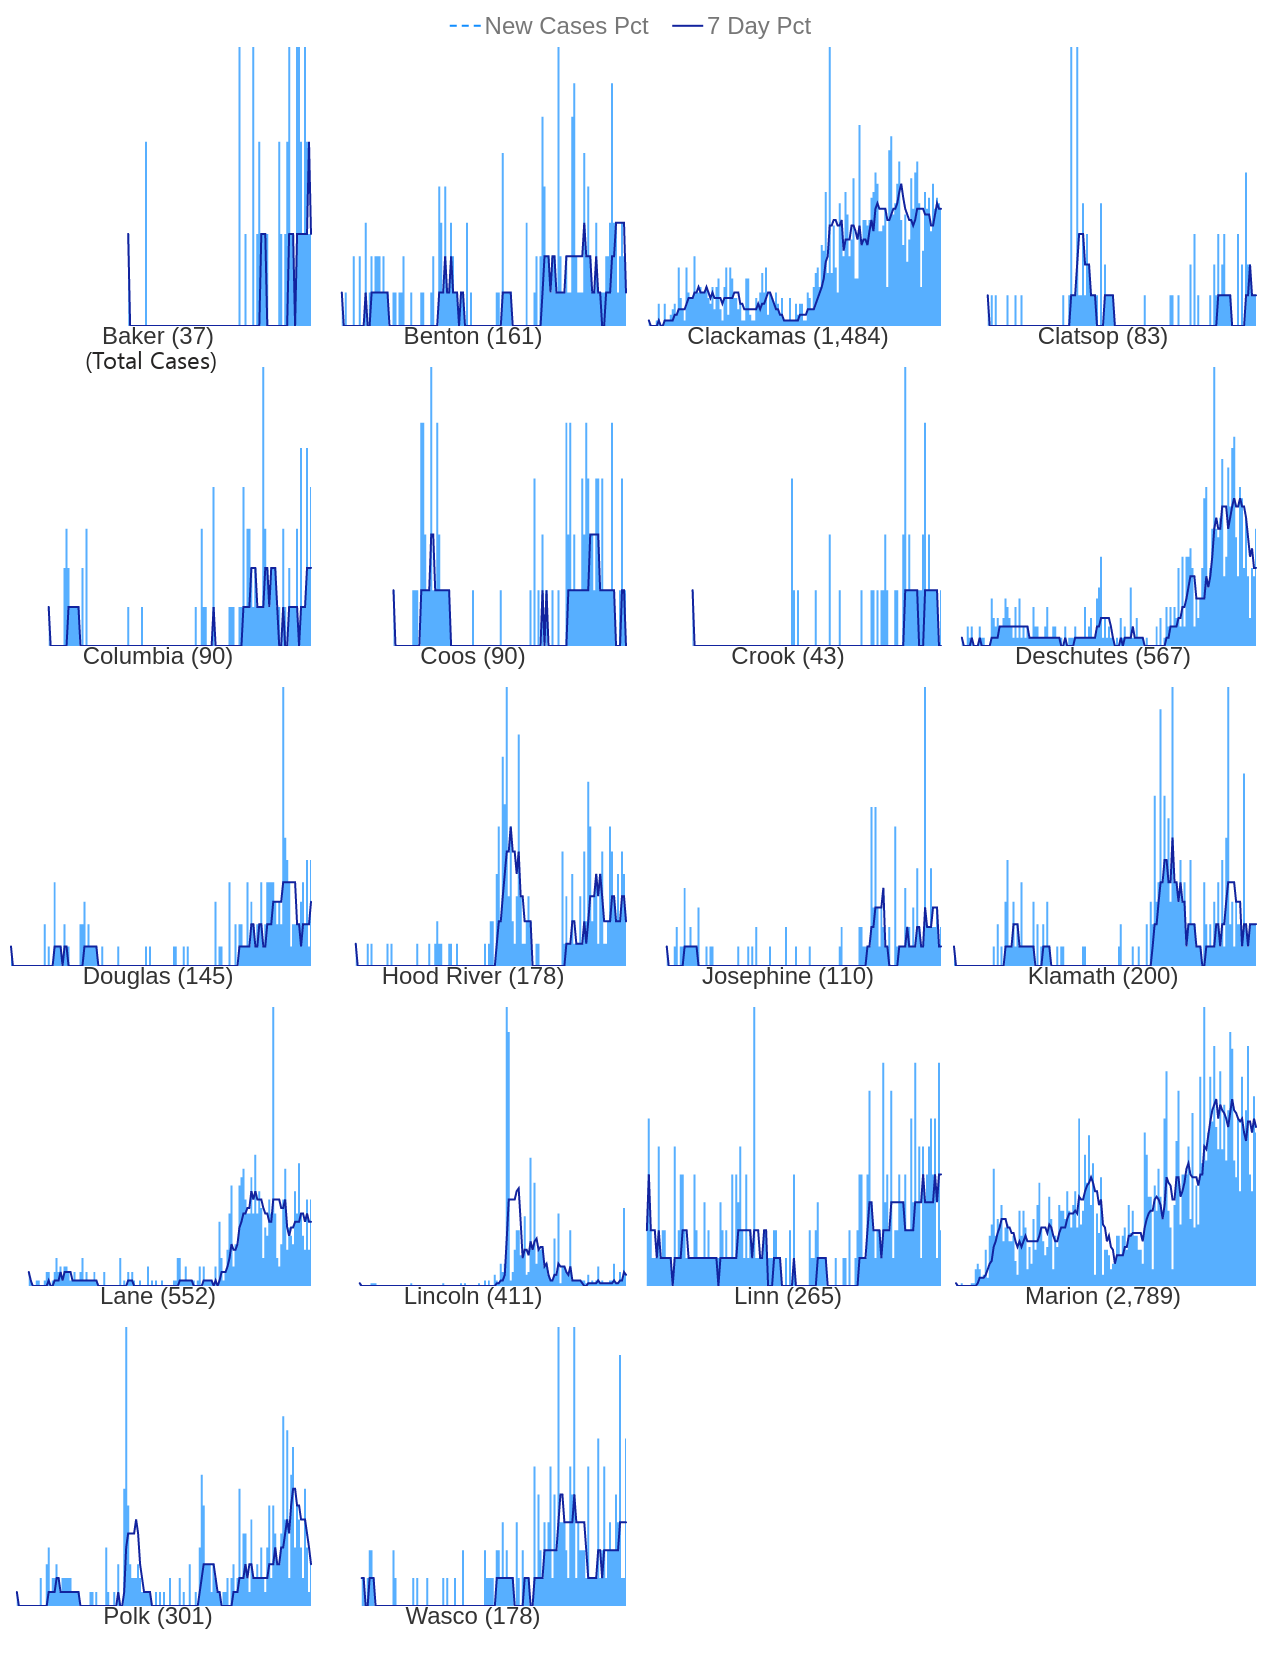 New Cases Pct 7 Day Pct
Baker (37) Benton (161) Clackamas (1,484) Clatsop (83)
(Total Cases)
Columbia (90) Coos (90) Crook (43) Deschutes (567)
Douglas (145) Hood River (178) Josephine (110) Klamath (200)
Lane (552) Lincoln (411) Linn (265) Marion (2,789)
Polk (301) Wasco (178)